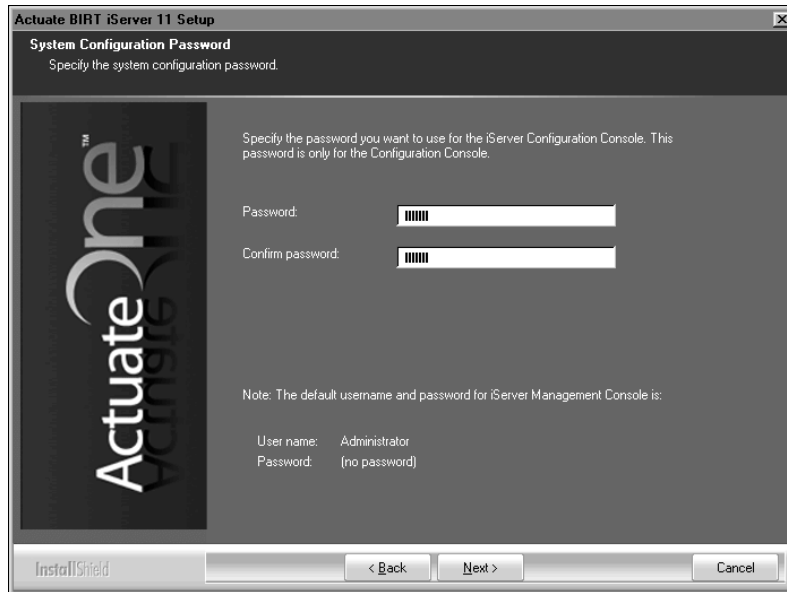 Actuate BIRT iServer 11 Setup
System Configuration Password
Specify the system configuration password.
Specify the password you want to use for the iServer Configuration Console. This
password is only for the Configuration Console.
Password:
Confirm password:
Note: The default username and password for iServer Management Console is:
User name: Administrator
Password: (no password)
ActuateOne™
InstallShield
< Back
Next >
Cancel